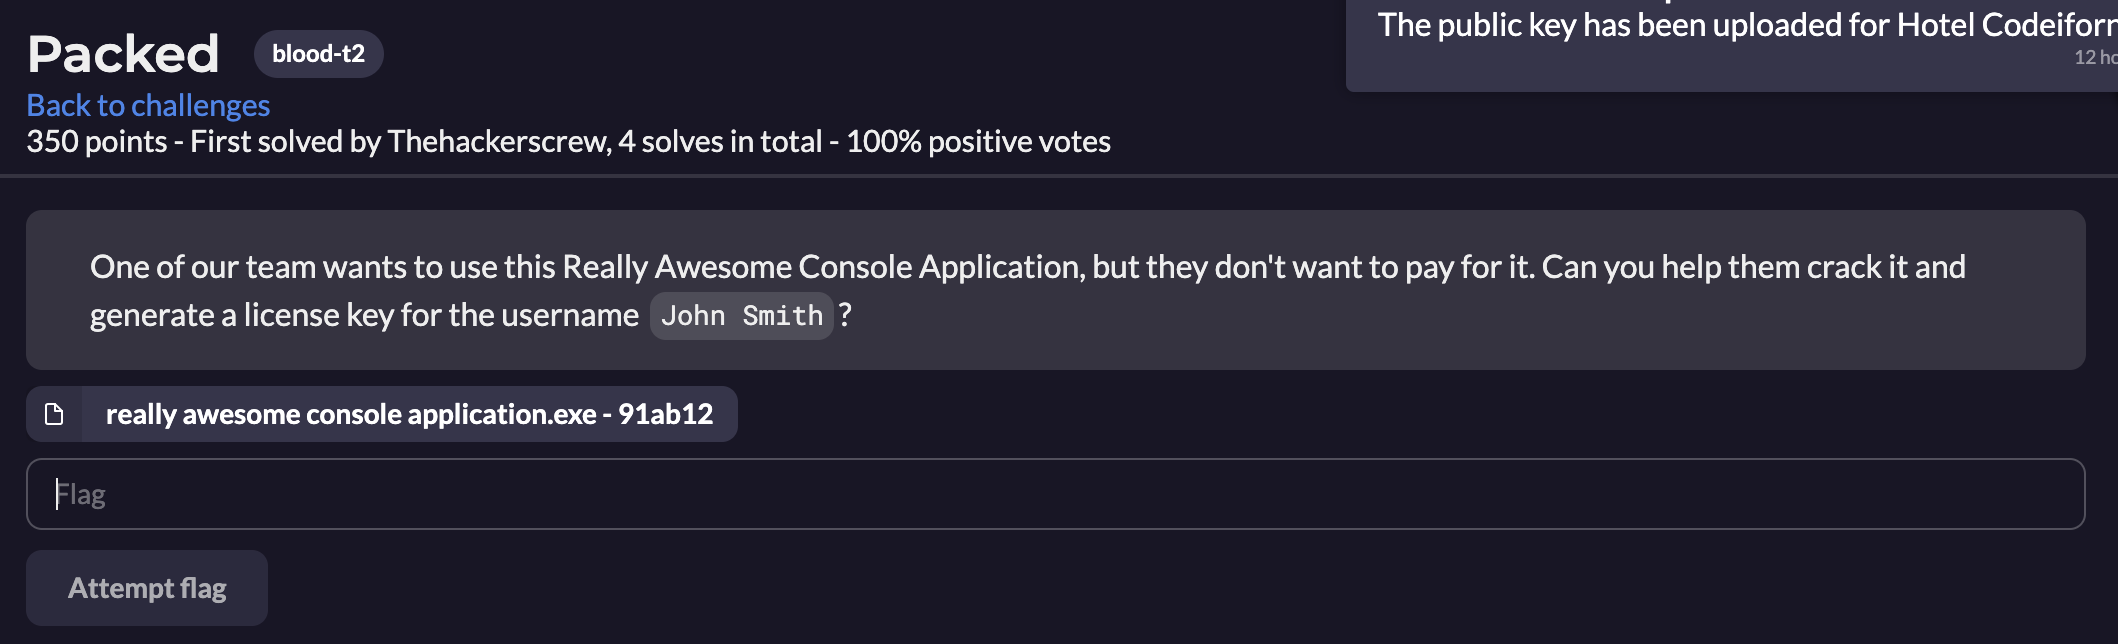 The public key has been uploaded for Hotel
12
Packed
blood-t2
Back to challenges
350 points - First solved by Thehackerscrew, 4 solves in total - 100% positive votes
One of our team wants to use this Really Awesome Console Application, but they don't want to pay for it. Can you help them crack it and
generate a license key for the username John Smith ?
really awesome console application.exe - 91ab12
Flag
Attempt flag